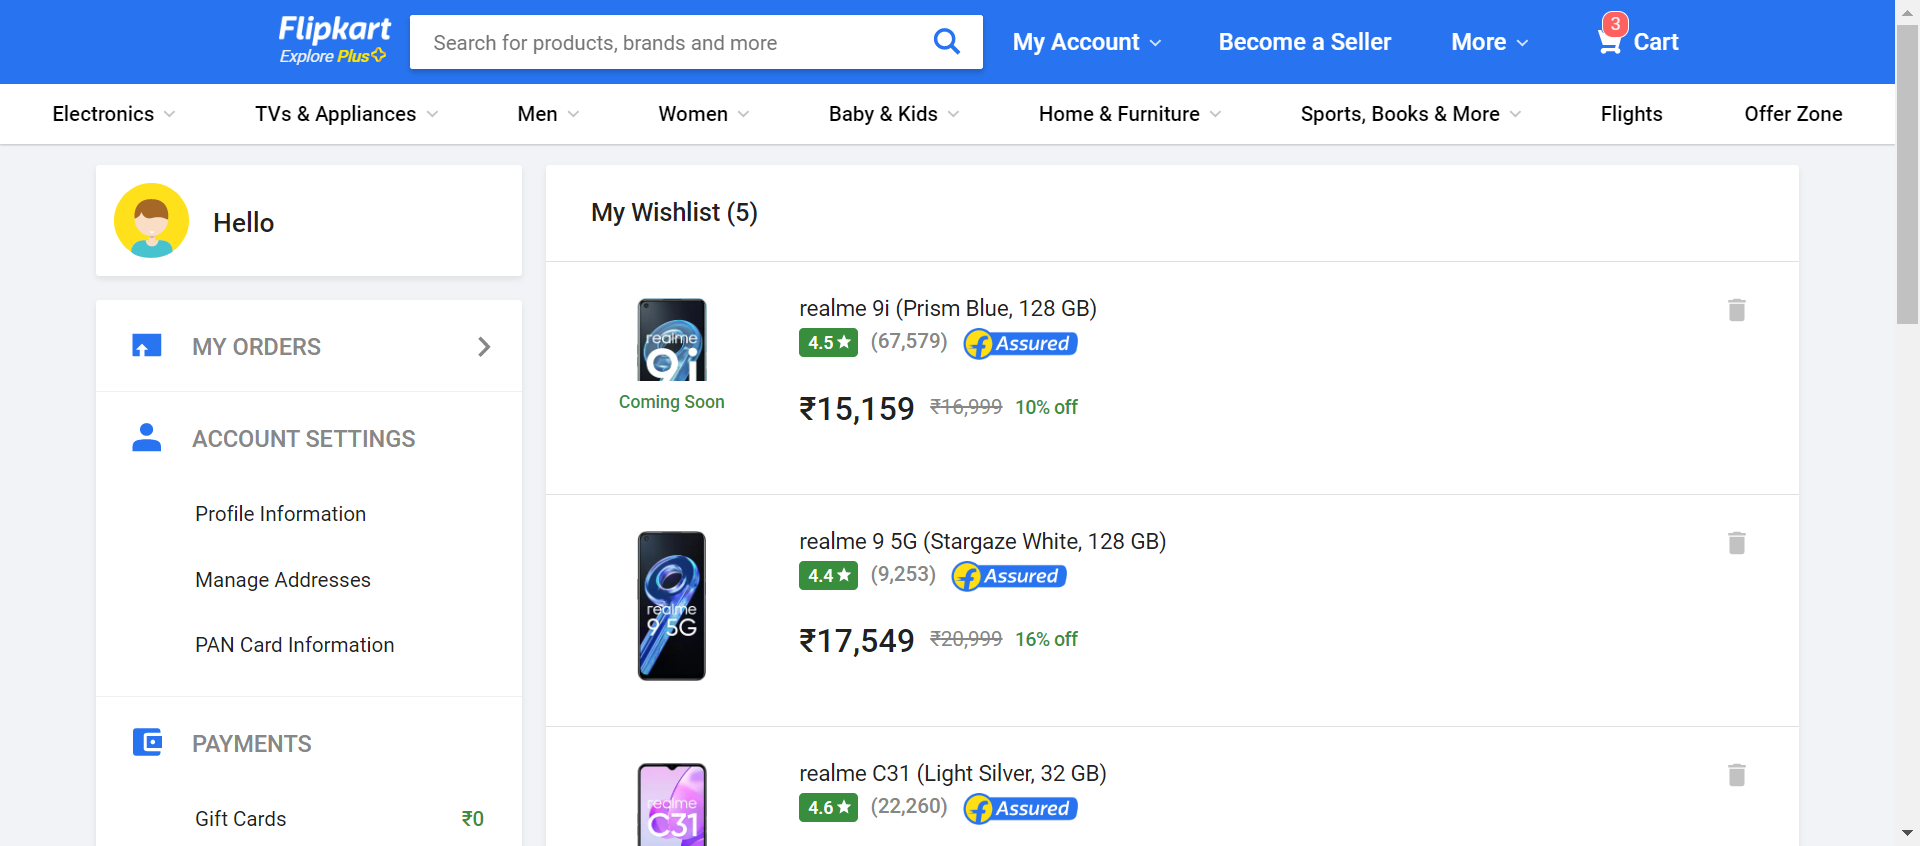 Flipkart
Explore Plus
Search for products, brands and more
My Account
Become a Seller
More
3
Cart
Electronics
TVs & Appliances
Men
Women
Baby & Kids
Home & Furniture
Sports, Books & More
Flights
Offer Zone
Hello
MY ORDERS
ACCOUNT SETTINGS
Profile Information
Manage Addresses
PAN Card Information
PAYMENTS
Gift Cards ₹0
My Wishlist (5)
realme
9i
Coming Soon
realme 9i (Prism Blue, 128 GB)
4.5★ (67,579) f Assured
₹15,159 ₹16,999 10% off
realme
9 5G
realme 9 5G (Stargaze White, 128 GB)
4.4★ (9,253) f Assured
₹17,549 ₹20,999 16% off
realme
C31
realme C31 (Light Silver, 32 GB)
4.6★ (22,260) f Assured